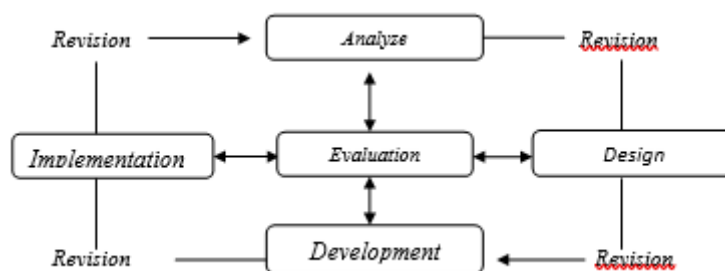 Revision
Analyze
Revision
Implementation
Evaluation
Design
Revision
Development
Revision